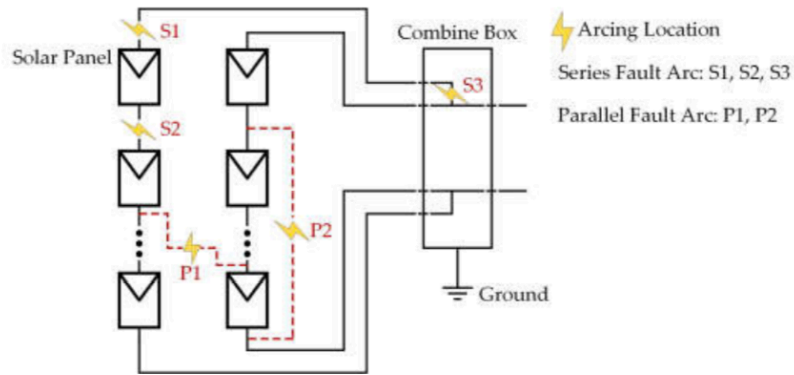 S1
Combine Box
Arcing Location
Solar Panel
Series Fault Arc: S1, S2, S3
S3
S2
Parallel Fault Arc: P1, P2
P2
P1
Ground